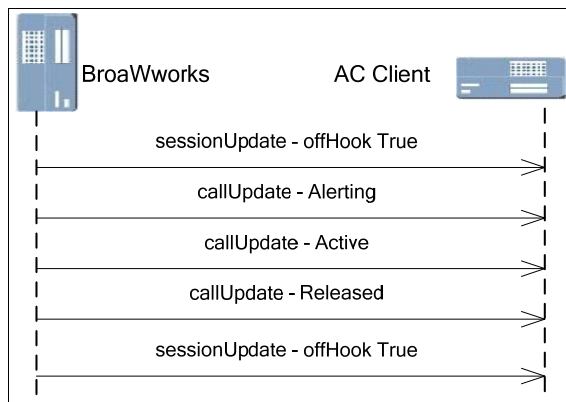 BroaWworks
AC Client
sessionUpdate - offHook True
callUpdate - Alerting
callUpdate - Active
callUpdate - Released
sessionUpdate - offHook True